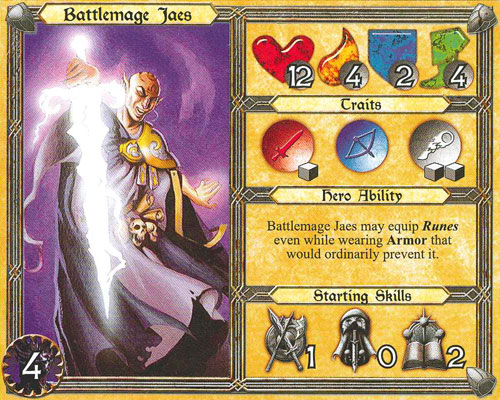 Battlemage Jaes
12 4 2 4
Traits
Hero Ability
Battlemage Jaes may equip Runes
even while wearing Armor that
would ordinarily prevent it.
Starting Skills
1 0 2
4